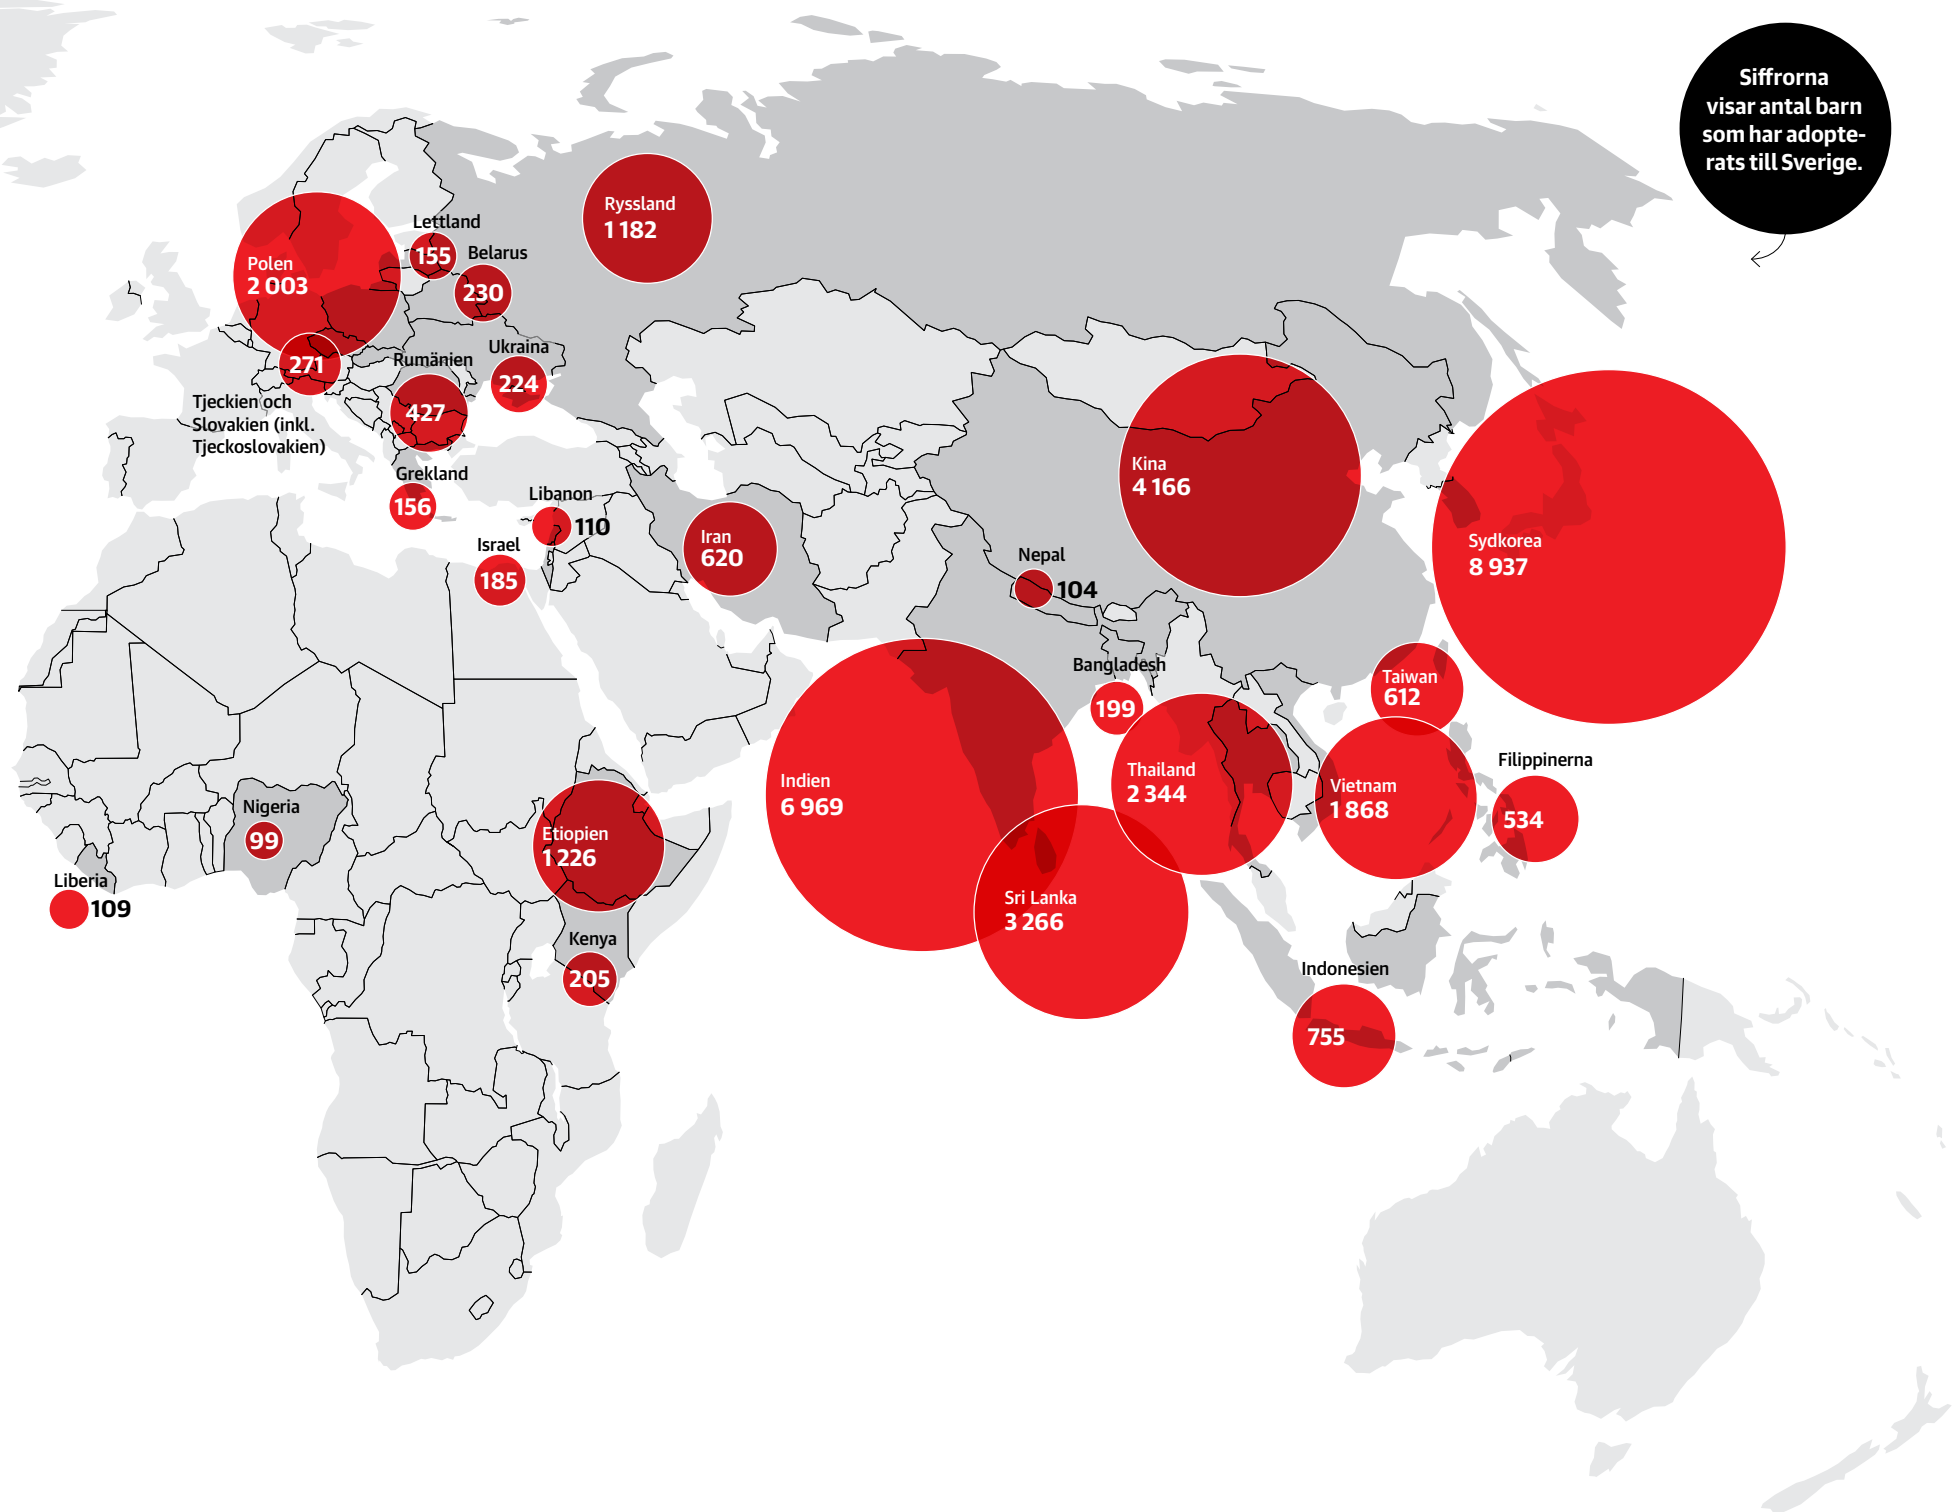 Siffrorna
visar antal barn
som har adopte-
rats till Sverige.
Ryssland
1 182
Lettland
155
Belarus
230
Polen
2 003
Ukraina
224
271
Tjeckien och
Slovakien (inkl.
Tjeckoslovakien)
Rumänien
427
Grekland
156
Libanon
110
Israel
185
Iran
620
Nepal
104
Kina
4 166
Sydkorea
8 937
Bangladesh
199
Taiwan
612
Indien
6 969
Thailand
2 344
Vietnam
1 868
Filippinerna
534
Sri Lanka
3 266
Indonesien
755
Nigeria
99
Liberia
109
Etiopien
1 226
Kenya
205